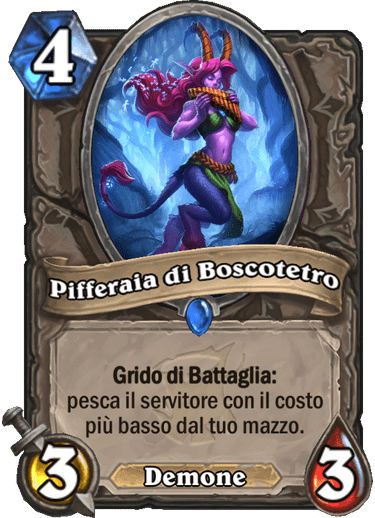 4
Pifferaia di Boscotetro
Grido di Battaglia:
pesca il servitore con il costo
più basso dal tuo mazzo.
3
Demone
3